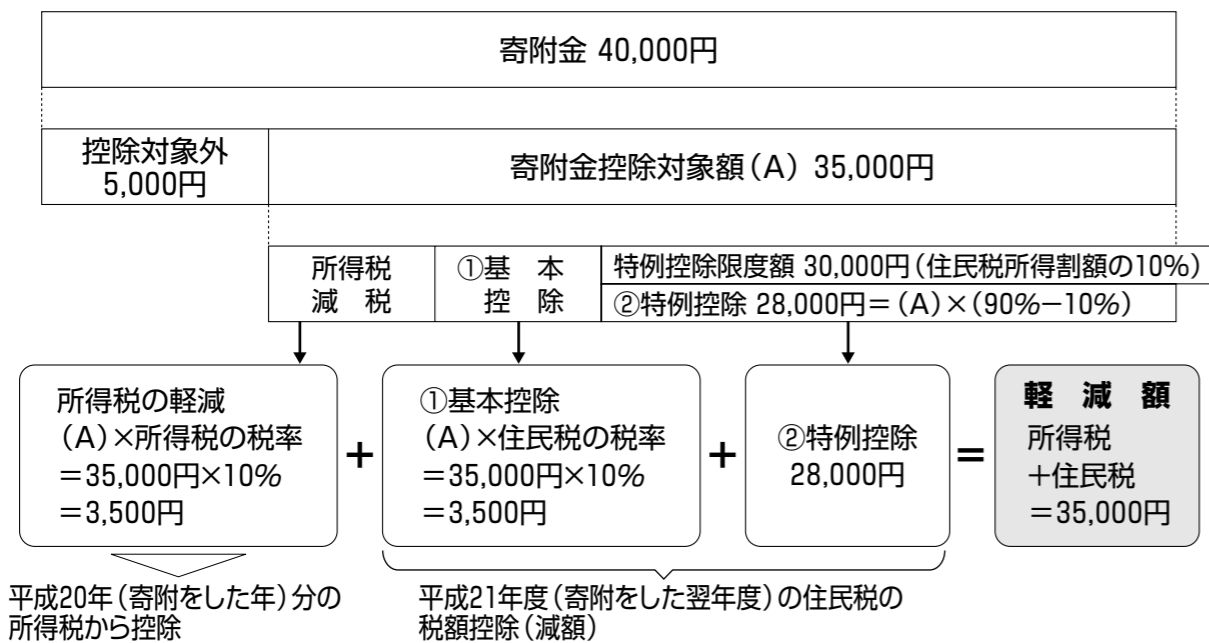 寄附金 40,000円
控除対象外
5,000円
寄附金控除対象額(A) 35,000円
所得税
減 税
①基 本
控 除
特例控除限度額 30,000円(住民税所得割額の10%)
②特例控除 28,000円=(A)×(90%−10%)
所得税の軽減
(A)×所得税の税率
=35,000円×10%
=3,500円
+
①基本控除
(A)×住民税の税率
=35,000円×10%
=3,500円
+
②特例控除
28,000円
=
軽 減 額
所得税
+住民税
=35,000円
平成20年(寄附をした年)分の
所得税から控除
平成21年度(寄附をした翌年度)の住民税の
税額控除(減額)